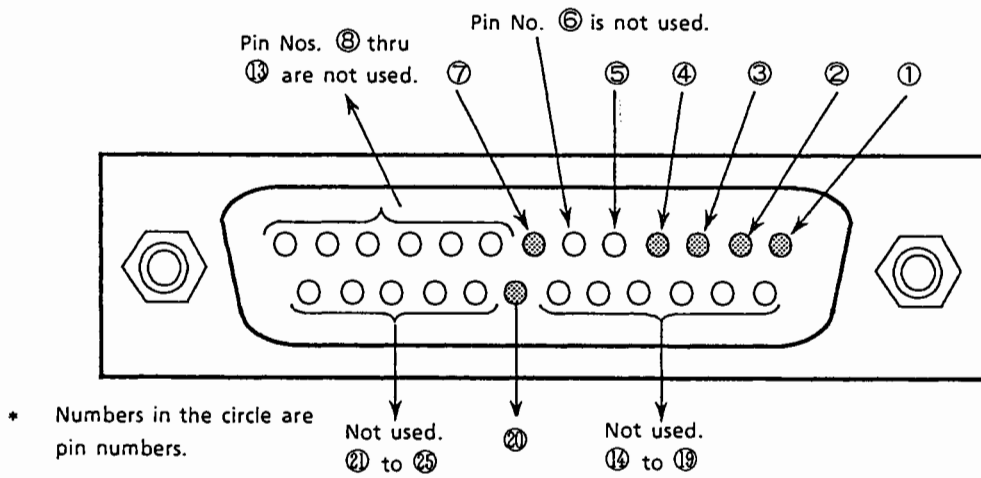 Pin No. ⑥ is not used.
Pin Nos. ⑧ thru
⑬ are not used.
⑦
⑤
④
③
②
①
* Numbers in the circle are
pin numbers.
Not used.
㉑ to ㉕
⑳
Not used.
⑭ to ⑲